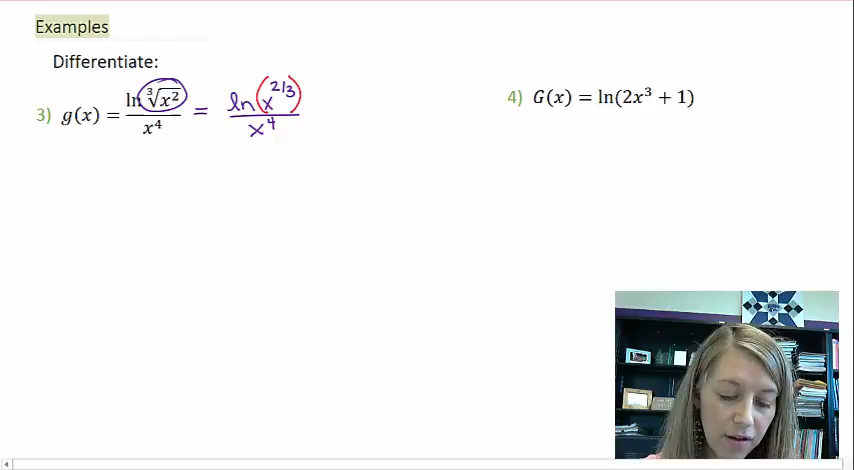 Examples
Differentiate:
3) g(x) = ln ∛x² / x⁴ = ln(x^2/3) / x⁴
4) G(x) = ln(2x³ + 1)